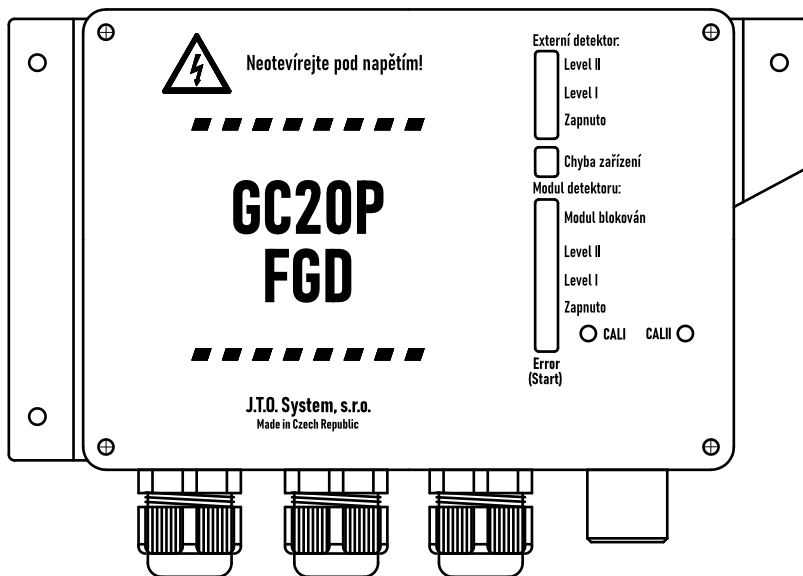 Neotevírejte pod napětím!
GC20P
FGD
J.T.O. System, s.r.o.
Made in Czech Republic
Externí detektor:
Level II
Level I
Zapnuto
Chyba zařízení
Modul detektoru:
Modul blokován
Level II
Level I
Zapnuto
CALI CALII
Error
(Start)